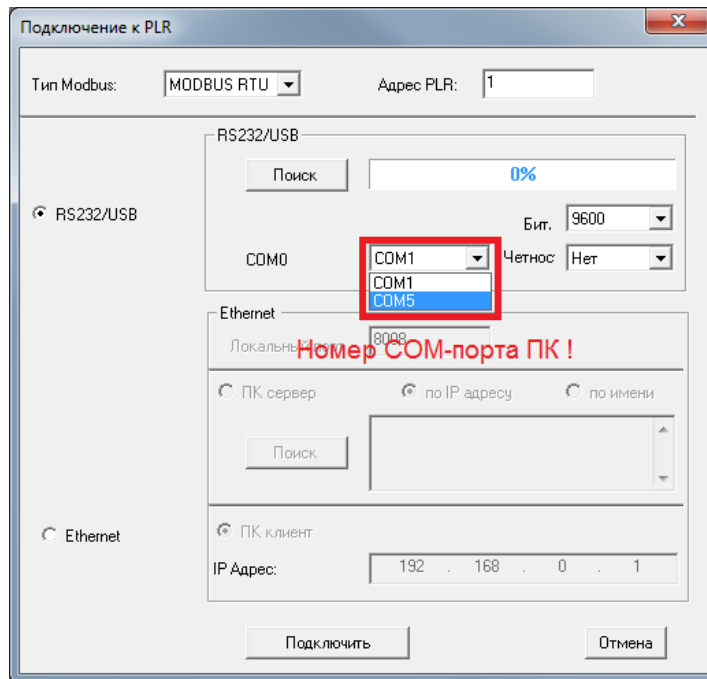 Подключение к PLR
Тип Modbus: MODBUS RTU Адрес PLR: 1
RS232/USB
Поиск 0%
RS232/USB
Бит. 9600
COM0 COM1 Четнос Нет
COM1
COM5
Ethernet
Локальный 8008
Номер COM-порта ПК !
ПК сервер по IP адресу по имени
Поиск
Ethernet ПК клиент
IP Адрес: 192 . 168 . 0 . 1
Подключить Отмена